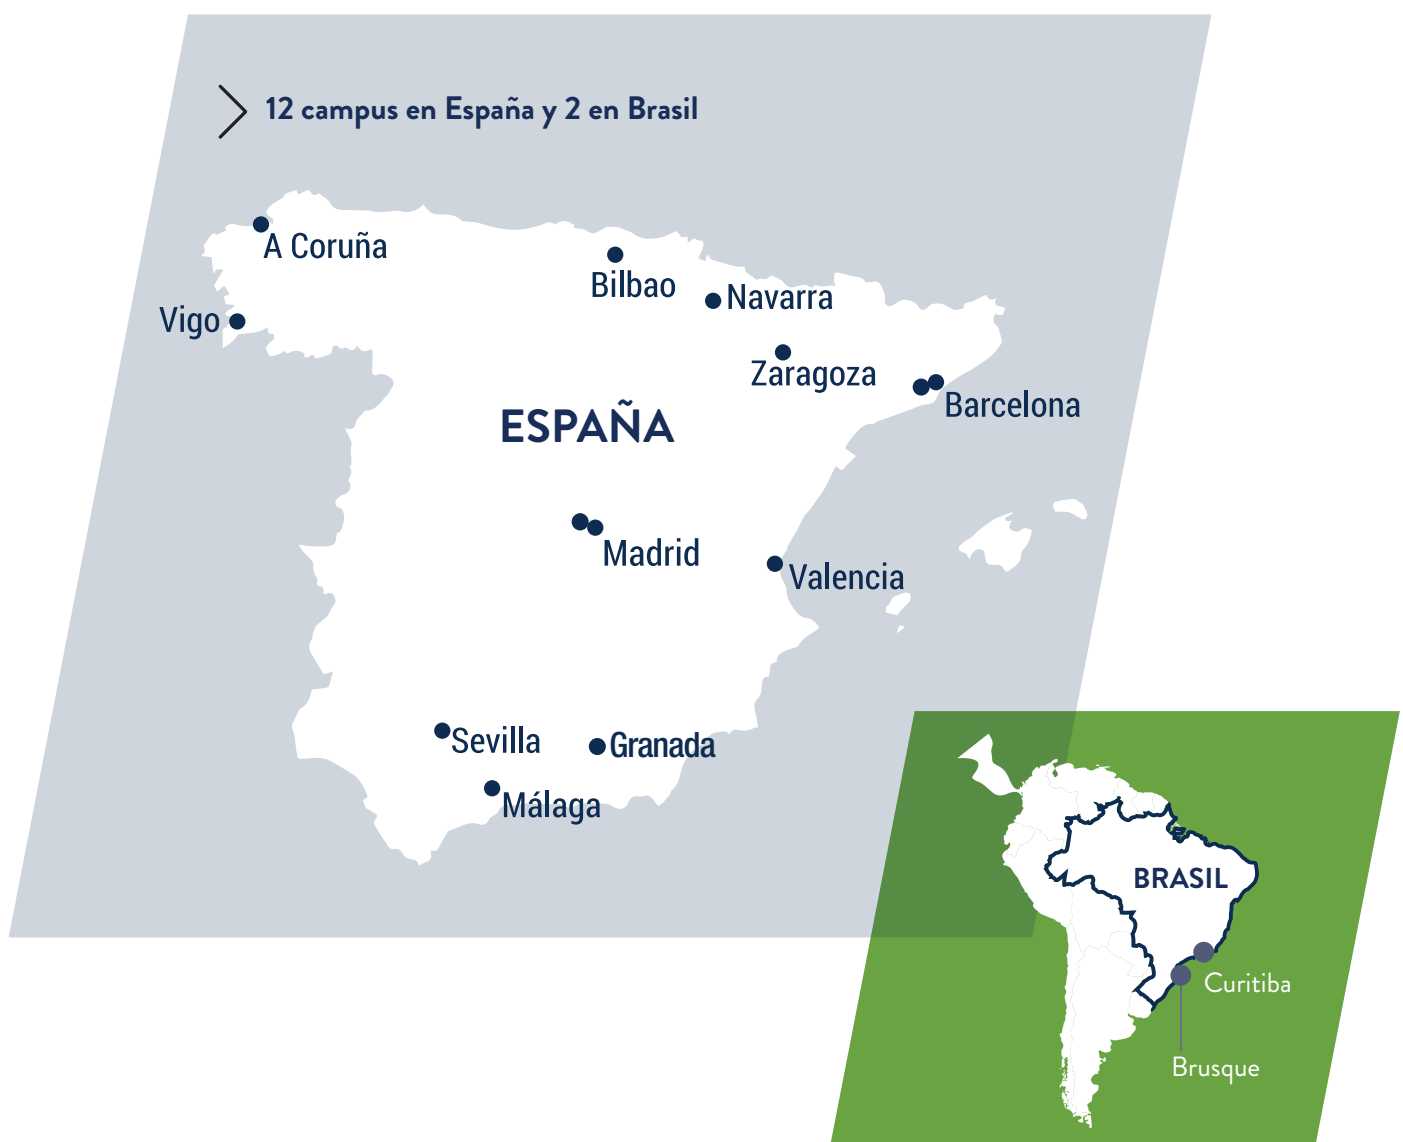 12 campus en España y 2 en Brasil
A Coruña
Bilbao
Navarra
Vigo
Zaragoza
Barcelona
ESPAÑA
Madrid
Valencia
Sevilla
Granada
Málaga
BRASIL
Curitiba
Brusque